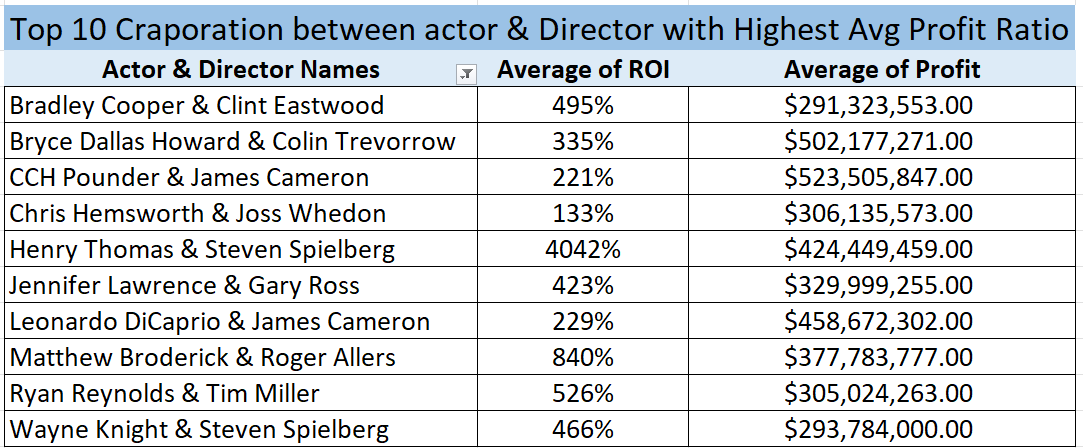 Top 10 Craporation between actor & Director with Highest Avg Profit Ratio
Actor & Director Names Average of ROI Average of Profit
Bradley Cooper & Clint Eastwood 495% $291,323,553.00
Bryce Dallas Howard & Colin Trevorrow 335% $502,177,271.00
CCH Pounder & James Cameron 221% $523,505,847.00
Chris Hemsworth & Joss Whedon 133% $306,135,573.00
Henry Thomas & Steven Spielberg 4042% $424,449,459.00
Jennifer Lawrence & Gary Ross 423% $329,999,255.00
Leonardo DiCaprio & James Cameron 229% $458,672,302.00
Matthew Broderick & Roger Allers 840% $377,783,777.00
Ryan Reynolds & Tim Miller 526% $305,024,263.00
Wayne Knight & Steven Spielberg 466% $293,784,000.00